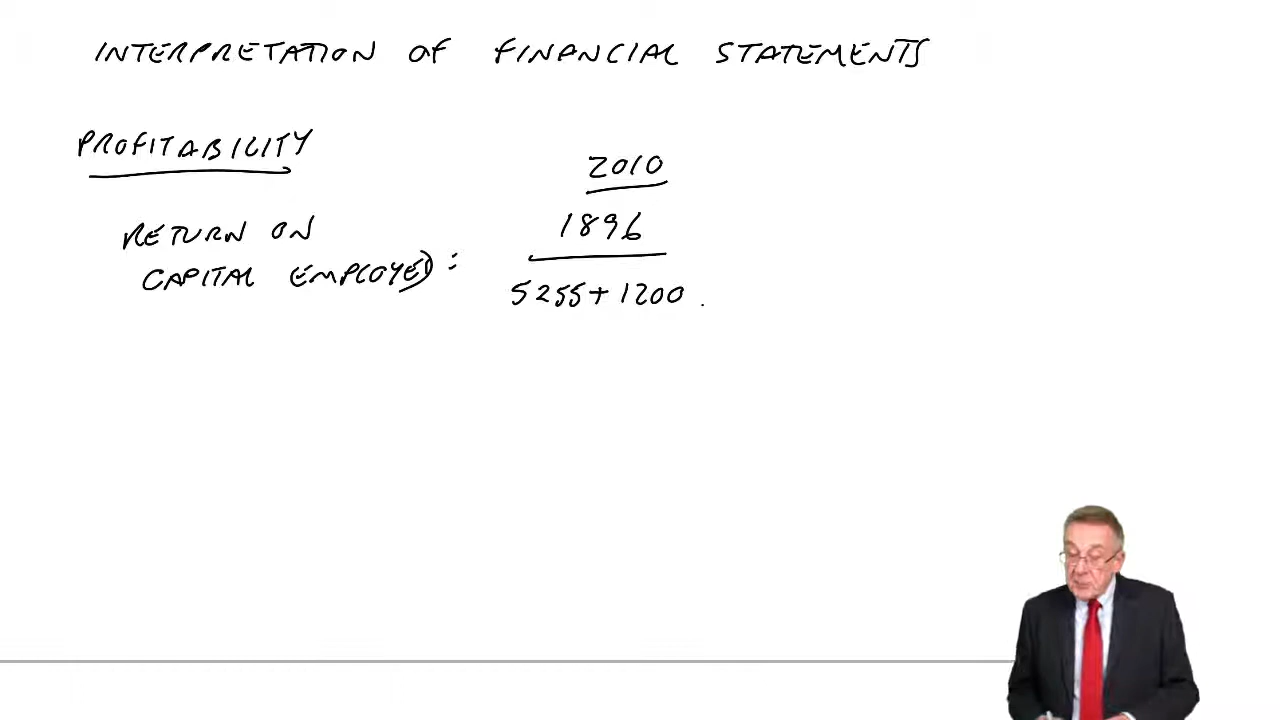 INTERPRETATION OF FINANCIAL STATEMENTS
PROFITABILITY
2010
RETURN ON
1896
CAPITAL EMPLOYED :
5255 + 1200